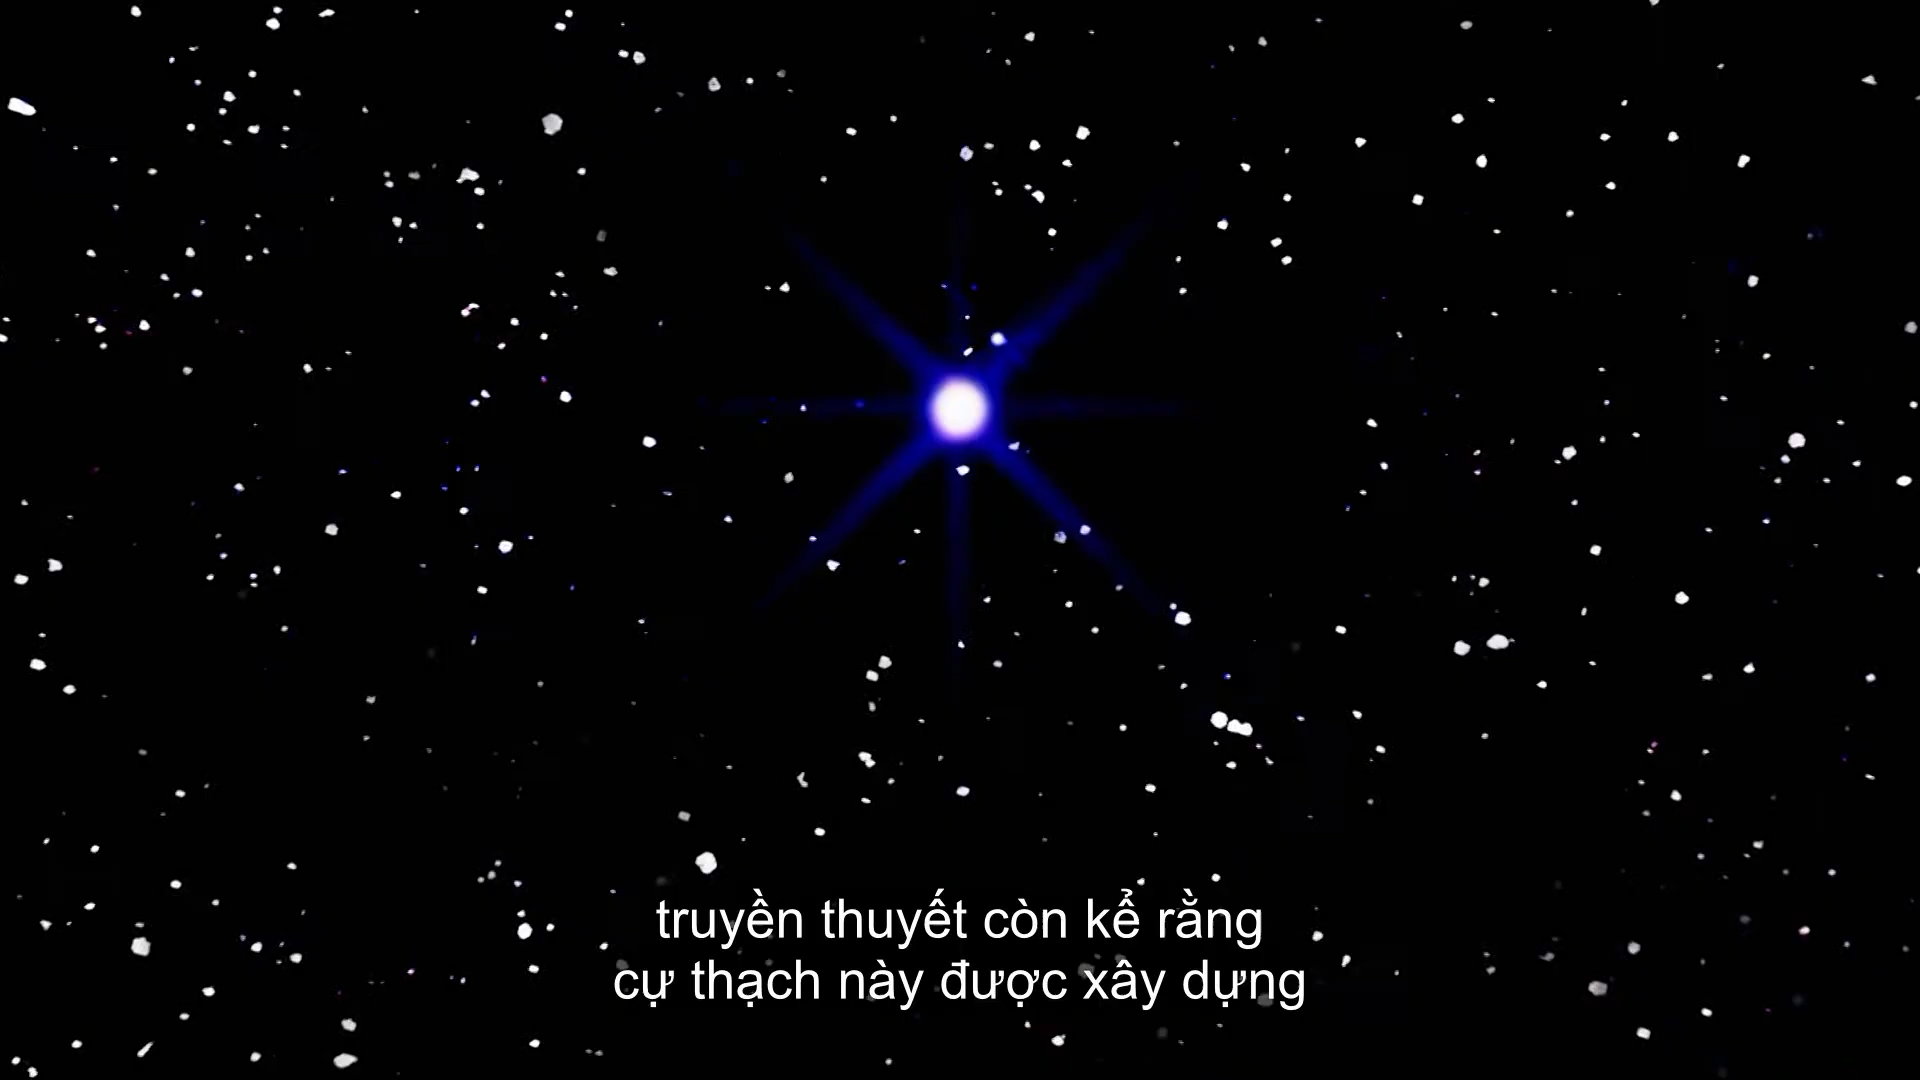 truyền thuyết còn kể rằng
cự thạch này được xây dựng